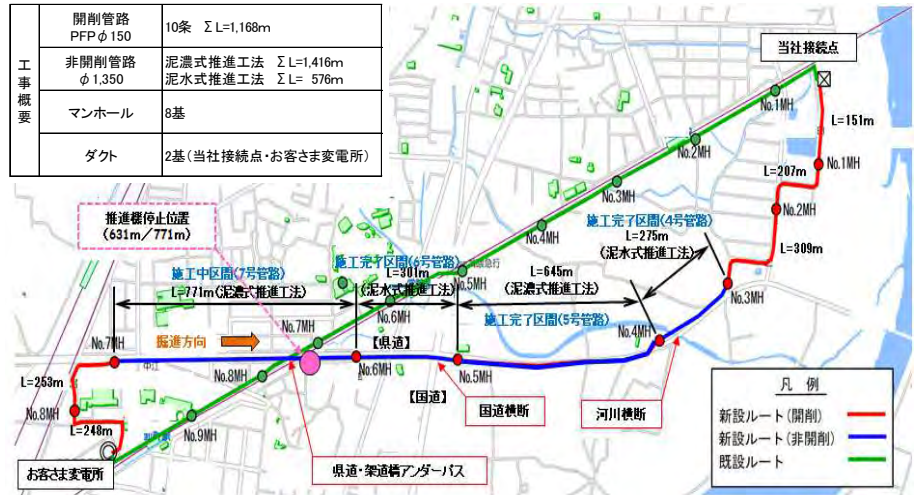 工事概要
開削管路
PFPφ150
10条 ΣL=1,168m
非開削管路
φ1,350
泥濃式推進工法 ΣL=1,416m
泥水式推進工法 ΣL= 576m
マンホール
8基
ダクト
2基(当社接続点・お客さま変電所)
当社接続点
No.1MH
L=151m
No.2MH
No.1MH
L=207m
No.3MH
No.2MH
推進機停止位置
(631m/771m)
No.4MH
施工完了区間(4号管路)
L=275m
(泥水式推進工法)
L=309m
施工中区間(7号管路)
L=771m(泥濃式推進工法)
施工完了区間(6号管路)
L=301m
(泥水式推進工法)
No.5MH
L=645m
(泥濃式推進工法)
No.3MH
No.6MH
施工完了区間(5号管路)
掘進方向
No.7MH
【県道】
No.4MH
No.7MH
No.8MH
No.6MH
No.5MH
L=253m
No.8MH
【国道】
国道横断
河川横断
L=248m
No.9MH
お客さま変電所
県道・架道橋アンダーパス
凡 例
新設ルート(開削)
新設ルート(非開削)
既設ルート